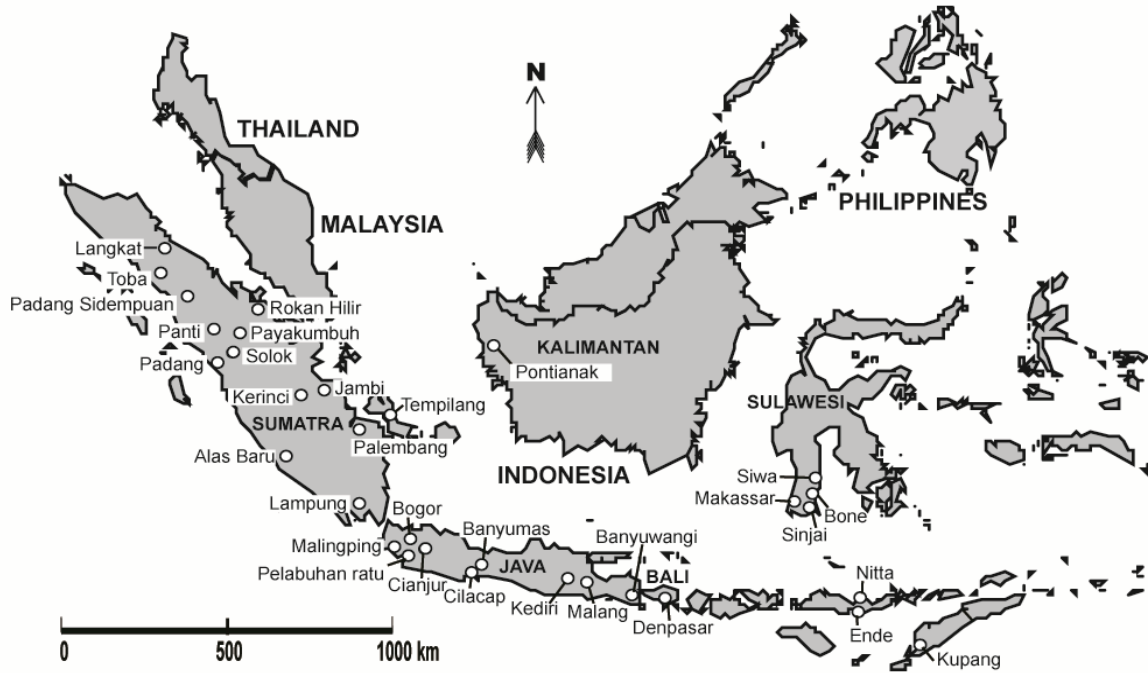 N
THAILAND
MALAYSIA
PHILIPPINES
Langkat
Toba
Padang Sidempuan
Rokan Hilir
Panti
Payakumbuh
Solok
Padang
KALIMANTAN
Pontianak
Kerinci
Jambi
Tempilang
SULAWESI
SUMATRA
Palembang
Alas Baru
INDONESIA
Siwa
Makassar
Bone
Sinjai
Lampung
Bogor
Banyumas
Banyuwangi
Malingping
Pelabuhan ratu
Cianjur
JAVA
Cilacap
Kediri
Malang
BALI
Denpasar
Nitta
Ende
Kupang
0 500 1000 km